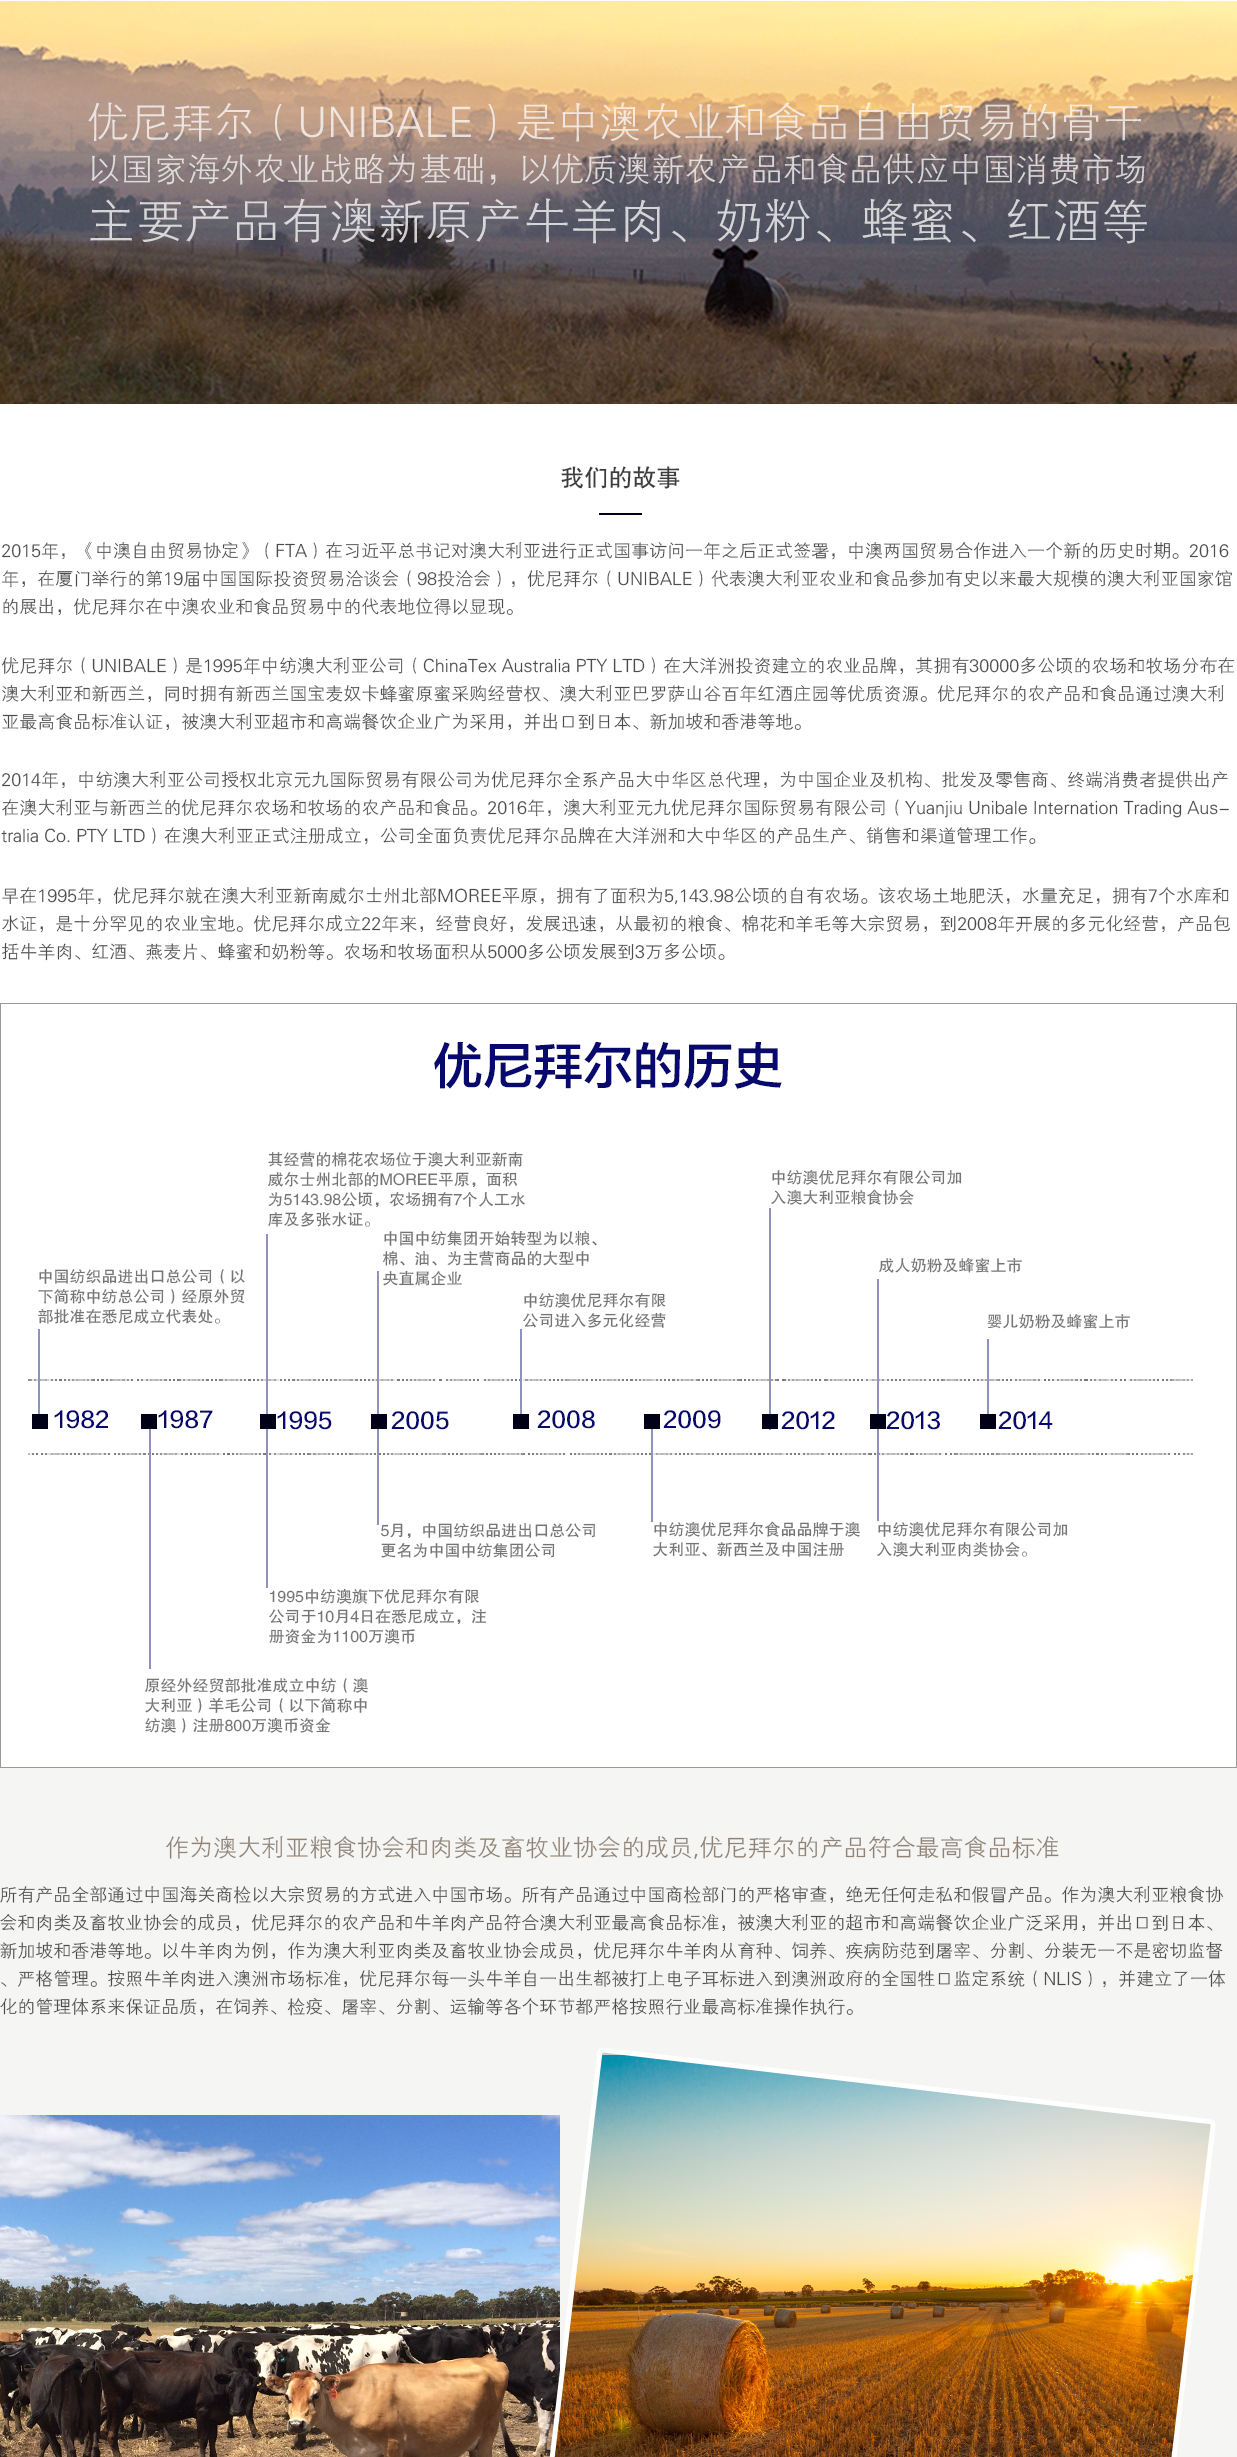 优尼拜尔（UNIBALE）是中澳农业和食品自由贸易的骨干
以国家海外农业战略为基础，以优质澳新农产品和食品供应中国消费市场
主要产品有澳新原产牛羊肉、奶粉、蜂蜜、红酒等
我们的故事
2015年，《中澳自由贸易协定》（FTA）在习近平总书记对澳大利亚进行正式国事访问一年之后正式签署，中澳两国贸易合作进入一个新的历史时期。2016
年，在厦门举行的第19届中国国际投资贸易洽谈会（98投洽会），优尼拜尔（UNIBALE）代表澳大利亚农业和食品参加有史以来最大规模的澳大利亚国家馆
的展出，优尼拜尔在中澳农业和食品贸易中的代表地位得以显现。
优尼拜尔（UNIBALE）是1995年中纺澳大利亚公司（ChinaTex Australia PTY LTD）在大洋洲投资建立的农业品牌，其拥有30000多公顷的农场和牧场分布在
澳大利亚和新西兰，同时拥有新西兰国宝麦奴卡蜂蜜原蜜采购经营权、澳大利亚巴罗萨山谷百年红酒庄园等优质资源。优尼拜尔的农产品和食品通过澳大利
亚最高食品标准认证，被澳大利亚超市和高端餐饮企业广为采用，并出口到日本、新加坡和香港等地。
2014年，中纺澳大利亚公司授权北京元九国际贸易有限公司为优尼拜尔全系产品大中华区总代理，为中国企业及机构、批发及零售商、终端消费者提供出产
在澳大利亚与新西兰的优尼拜尔农场和牧场的农产品和食品。2016年，澳大利亚元九优尼拜尔国际贸易有限公司（Yuanjiu Unibale Internation Trading Aus-
tralia Co. PTY LTD）在澳大利亚正式注册成立，公司全面负责优尼拜尔品牌在大洋洲和大中华区的产品生产、销售和渠道管理工作。
早在1995年，优尼拜尔就在澳大利亚新南威尔士州北部MOREE平原，拥有了面积为5,143.98公顷的自有农场。该农场土地肥沃，水量充足，拥有7个水库和
水证，是十分罕见的农业宝地。优尼拜尔成立22年来，经营良好，发展迅速，从最初的粮食、棉花和羊毛等大宗贸易，到2008年开展的多元化经营，产品包
括牛羊肉、红酒、燕麦片、蜂蜜和奶粉等。农场和牧场面积从5000多公顷发展到3万多公顷。
优尼拜尔的历史
其经营的棉花农场位于澳大利亚新南
威尔士州北部的MOREE平原，面积
为5143.98公顷，农场拥有7个人工水
库及多张水证。
中纺澳优尼拜尔有限公司加
入澳大利亚粮食协会
中国中纺集团开始转型为以粮、
棉、油、为主营商品的大型中
央直属企业
成人奶粉及蜂蜜上市
中国纺织品进出口总公司（以
下简称中纺总公司）经原外贸
部批准在悉尼成立代表处。
中纺澳优尼拜尔有限
公司进入多元化经营
婴儿奶粉及蜂蜜上市
1982 1987 1995 2005 2008 2009 2012 2013 2014
5月，中国纺织品进出口总公司
更名为中国中纺集团公司
中纺澳优尼拜尔食品品牌于澳
大利亚、新西兰及中国注册
中纺澳优尼拜尔有限公司加
入澳大利亚肉类协会。
1995中纺澳旗下优尼拜尔有限
公司于10月4日在悉尼成立，注
册资金为1100万澳币
原经外经贸部批准成立中纺（澳
大利亚）羊毛公司（以下简称中
纺澳）注册800万澳币资金
作为澳大利亚粮食协会和肉类及畜牧业协会的成员,优尼拜尔的产品符合最高食品标准
所有产品全部通过中国海关商检以大宗贸易的方式进入中国市场。所有产品通过中国商检部门的严格审查，绝无任何走私和假冒产品。作为澳大利亚粮食协
会和肉类及畜牧业协会的成员，优尼拜尔的农产品和牛羊肉产品符合澳大利亚最高食品标准，被澳大利亚的超市和高端餐饮企业广泛采用，并出口到日本、
新加坡和香港等地。以牛羊肉为例，作为澳大利亚肉类及畜牧业协会成员，优尼拜尔牛羊肉从育种、饲养、疾病防范到屠宰、分割、分装无一不是密切监督
、严格管理。按照牛羊肉进入澳洲市场标准，优尼拜尔每一头牛羊自一出生都被打上电子耳标进入到澳洲政府的全国牲口监定系统（NLIS），并建立了一体
化的管理体系来保证品质，在饲养、检疫、屠宰、分割、运输等各个环节都严格按照行业最高标准操作执行。